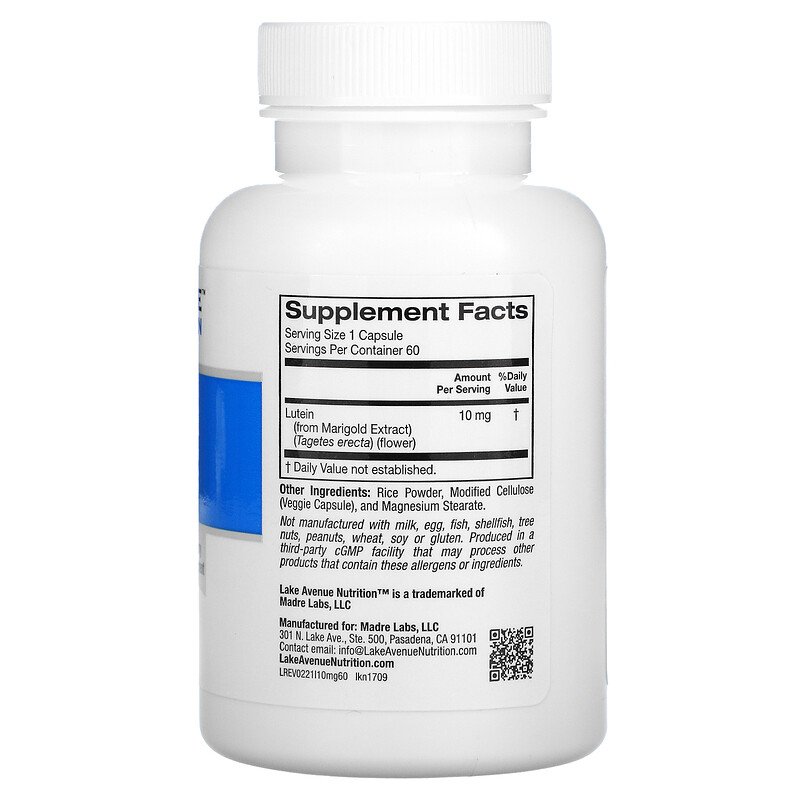 Supplement Facts
Serving Size 1 Capsule
Servings Per Container 60
Amount Per Serving %Daily Value
Lutein 10 mg †
(from Marigold Extract)
(Tagetes erecta) (flower)
† Daily Value not established.
Other Ingredients: Rice Powder, Modified Cellulose
(Veggie Capsule), and Magnesium Stearate.
Not manufactured with milk, egg, fish, shellfish, tree
nuts, peanuts, wheat, soy or gluten. Produced in a
third-party cGMP facility that may process other
products that contain these allergens or ingredients.
Lake Avenue Nutrition™ is a trademarked of
Madre Labs, LLC
Manufactured for: Madre Labs, LLC
301 N. Lake Ave., Ste. 500, Pasadena, CA 91101
Contact email: info@LakeAvenueNutrition.com
LakeAvenueNutrition.com
LREV0221I10mg60 lkn1709